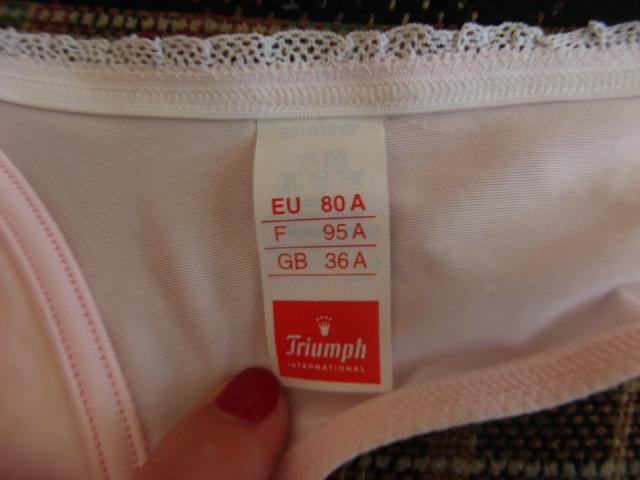 EU 80 A
F 95 A
GB 36 A
Triumph
INTERNATIONAL